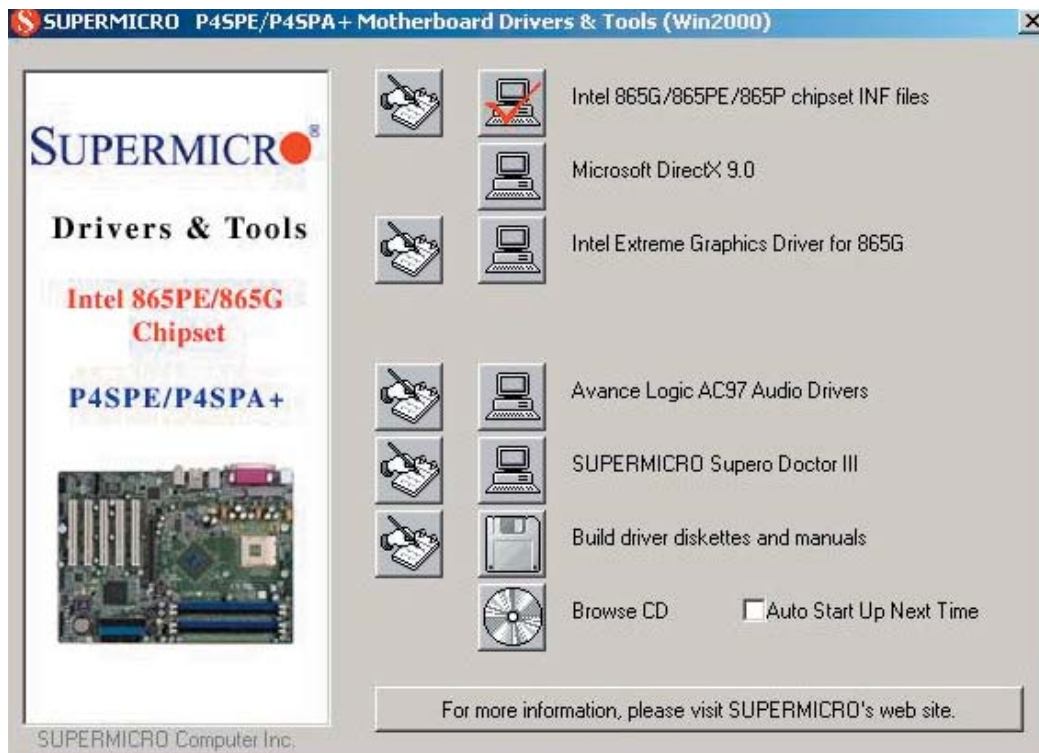 SUPERMICRO P4SPE/P4SPA+ Motherboard Drivers & Tools (Win2000)
SUPERMICRO®
Drivers & Tools
Intel 865PE/865G
Chipset
P4SPE/P4SPA+
SUPERMICRO Computer Inc.
Intel 865G/865PE/865P chipset INF files
Microsoft DirectX 9.0
Intel Extreme Graphics Driver for 865G
Avance Logic AC97 Audio Drivers
SUPERMICRO Supero Doctor III
Build driver diskettes and manuals
Browse CD Auto Start Up Next Time
For more information, please visit SUPERMICRO's web site.